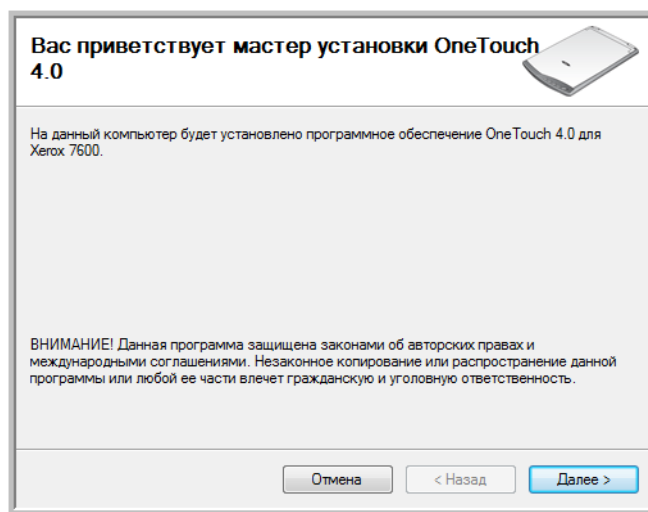 Вас приветствует мастер установки OneTouch
4.0
На данный компьютер будет установлено программное обеспечение OneTouch 4.0 для
Xerox 7600.
ВНИМАНИЕ! Данная программа защищена законами об авторских правах и
международными соглашениями. Незаконное копирование или распространение данной
программы или любой ее части влечет гражданскую и уголовную ответственность.
Отмена < Назад Далее >